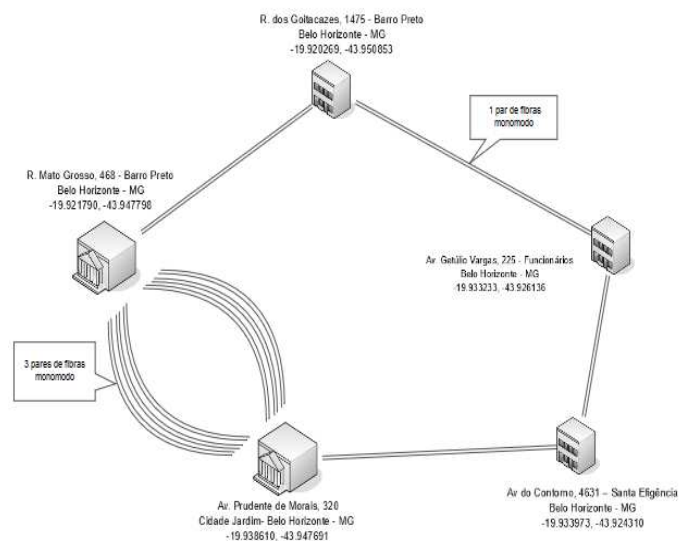 R. dos Goitacazes, 1475 - Barro Preto
Belo Horizonte - MG
-19.920269, -43.950853
1 par de fibras
monomodo
R. Mato Grosso, 468 - Barro Preto
Belo Horizonte - MG
-19.921790, -43.947798
Av. Getúlio Vargas, 225 - Funcionários
Belo Horizonte - MG
-19.933233, -43.926136
3 pares de fibras
monomodo
Av. Prudente de Morais, 320
Cidade Jardim- Belo Horizonte - MG
-19.938610, -43.947691
Av do Contorno, 4631 – Santa Efigência
Belo Horizonte - MG
-19.933973, -43.924310